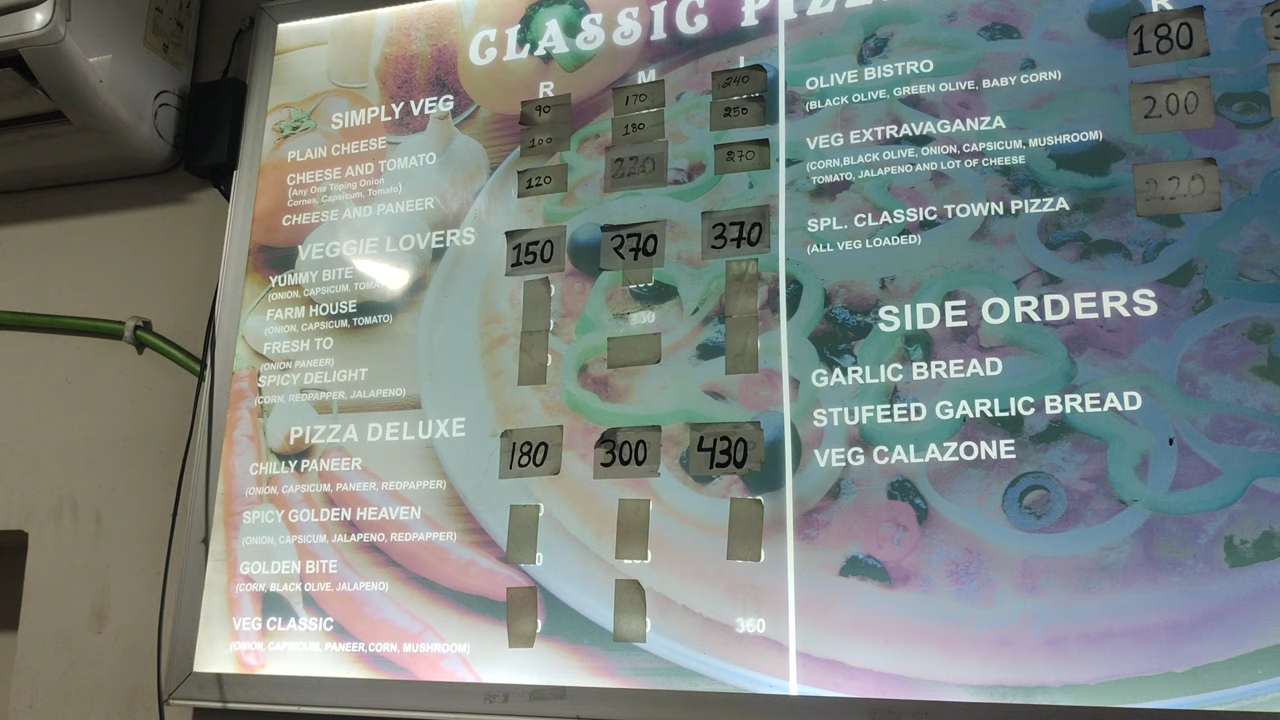 CLASSIC PIZZ
R M L
SIMPLY VEG
PLAIN CHEESE 90 170 240
CHEESE AND TOMATO 100 180 250
(Any One Toping Onion
Cornes, Capsicum, Tomato)
CHEESE AND PANEER 120 220 270
VEGGIE LOVERS 150 270 370
YUMMY BITE
(ONION, CAPSICUM, TOMATO)
FARM HOUSE
(ONION, CAPSICUM, TOMATO)
FRESH TO
(ONION PANEER)
SPICY DELIGHT
(CORN, REDPAPPER, JALAPENO)
PIZZA DELUXE 180 300 430
CHILLY PANEER
(ONION, CAPSICUM, PANEER, REDPAPPER)
SPICY GOLDEN HEAVEN
(ONION, CAPSICUM, JALAPENO, REDPAPPER)
GOLDEN BITE
(CORN, BLACK OLIVE, JALAPENO)
VEG CLASSIC 360
(ONION, CAPSICUM, PANEER,CORN, MUSHROOM)
R
OLIVE BISTRO 180
(BLACK OLIVE, GREEN OLIVE, BABY CORN)
VEG EXTRAVAGANZA 200
(CORN,BLACK OLIVE, ONION, CAPSICUM, MUSHROOM)
TOMATO, JALAPENO AND LOT OF CHEESE
SPL. CLASSIC TOWN PIZZA 220
(ALL VEG LOADED)
SIDE ORDERS
GARLIC BREAD
STUFEED GARLIC BREAD
VEG CALAZONE